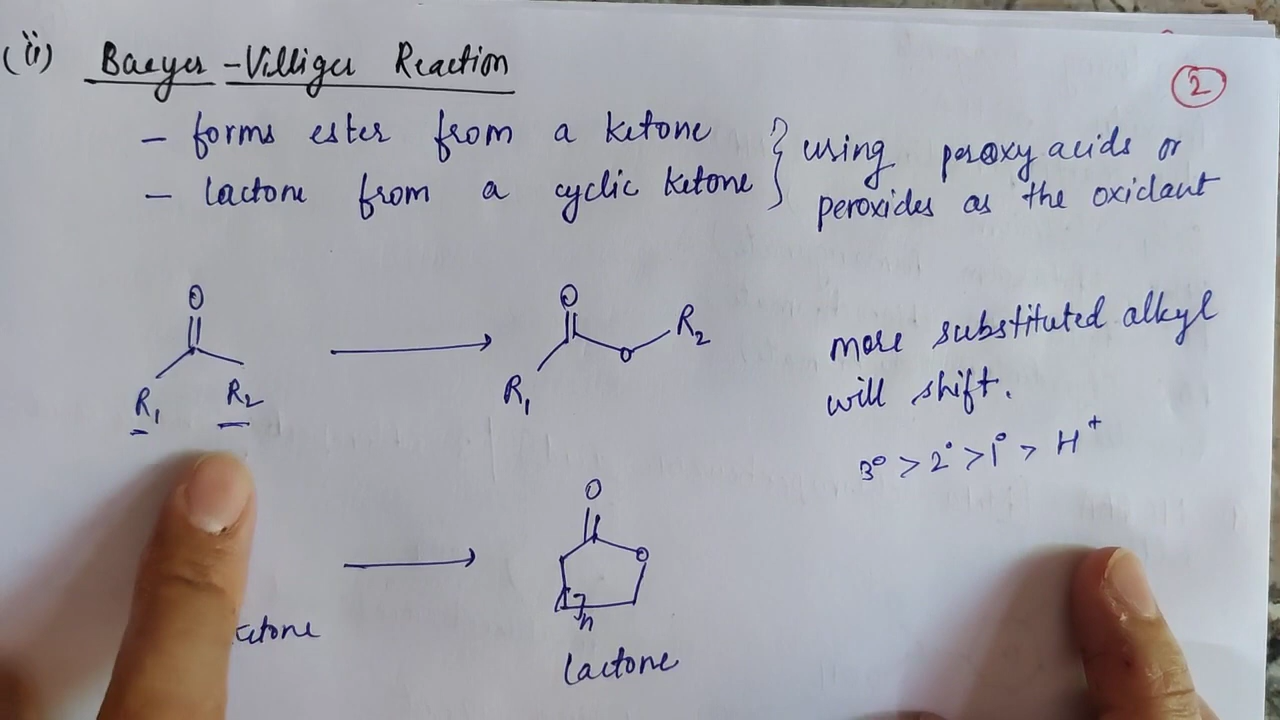 (ii) Baeyer-Villiger Reaction
2
- forms ester from a ketone
- lactone from a cyclic ketone
} using peroxy acids or
peroxides as the oxidant
O
R1 R2
O
R1 O R2
more substituted alkyl
will shift.
3° > 2° > 1° > H+
O
O
n
etone
lactone